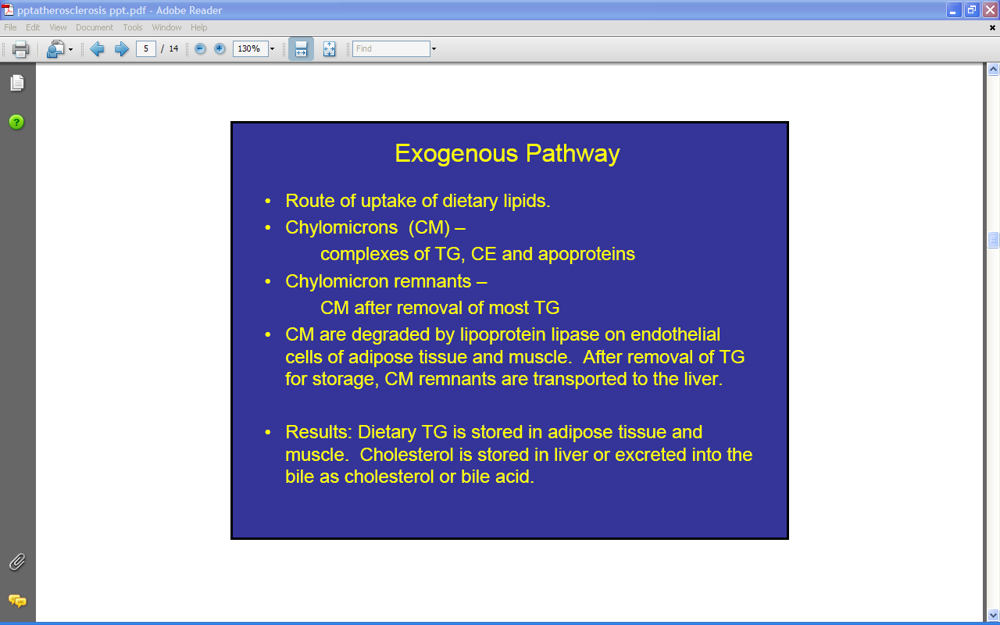 pptatherosclerosis ppt.pdf - Adobe Reader
File Edit View Document Tools Window Help
5 / 14 130% Find
Exogenous Pathway
• Route of uptake of dietary lipids.
• Chylomicrons (CM) –
complexes of TG, CE and apoproteins
• Chylomicron remnants –
CM after removal of most TG
• CM are degraded by lipoprotein lipase on endothelial
cells of adipose tissue and muscle. After removal of TG
for storage, CM remnants are transported to the liver.
• Results: Dietary TG is stored in adipose tissue and
muscle. Cholesterol is stored in liver or excreted into the
bile as cholesterol or bile acid.